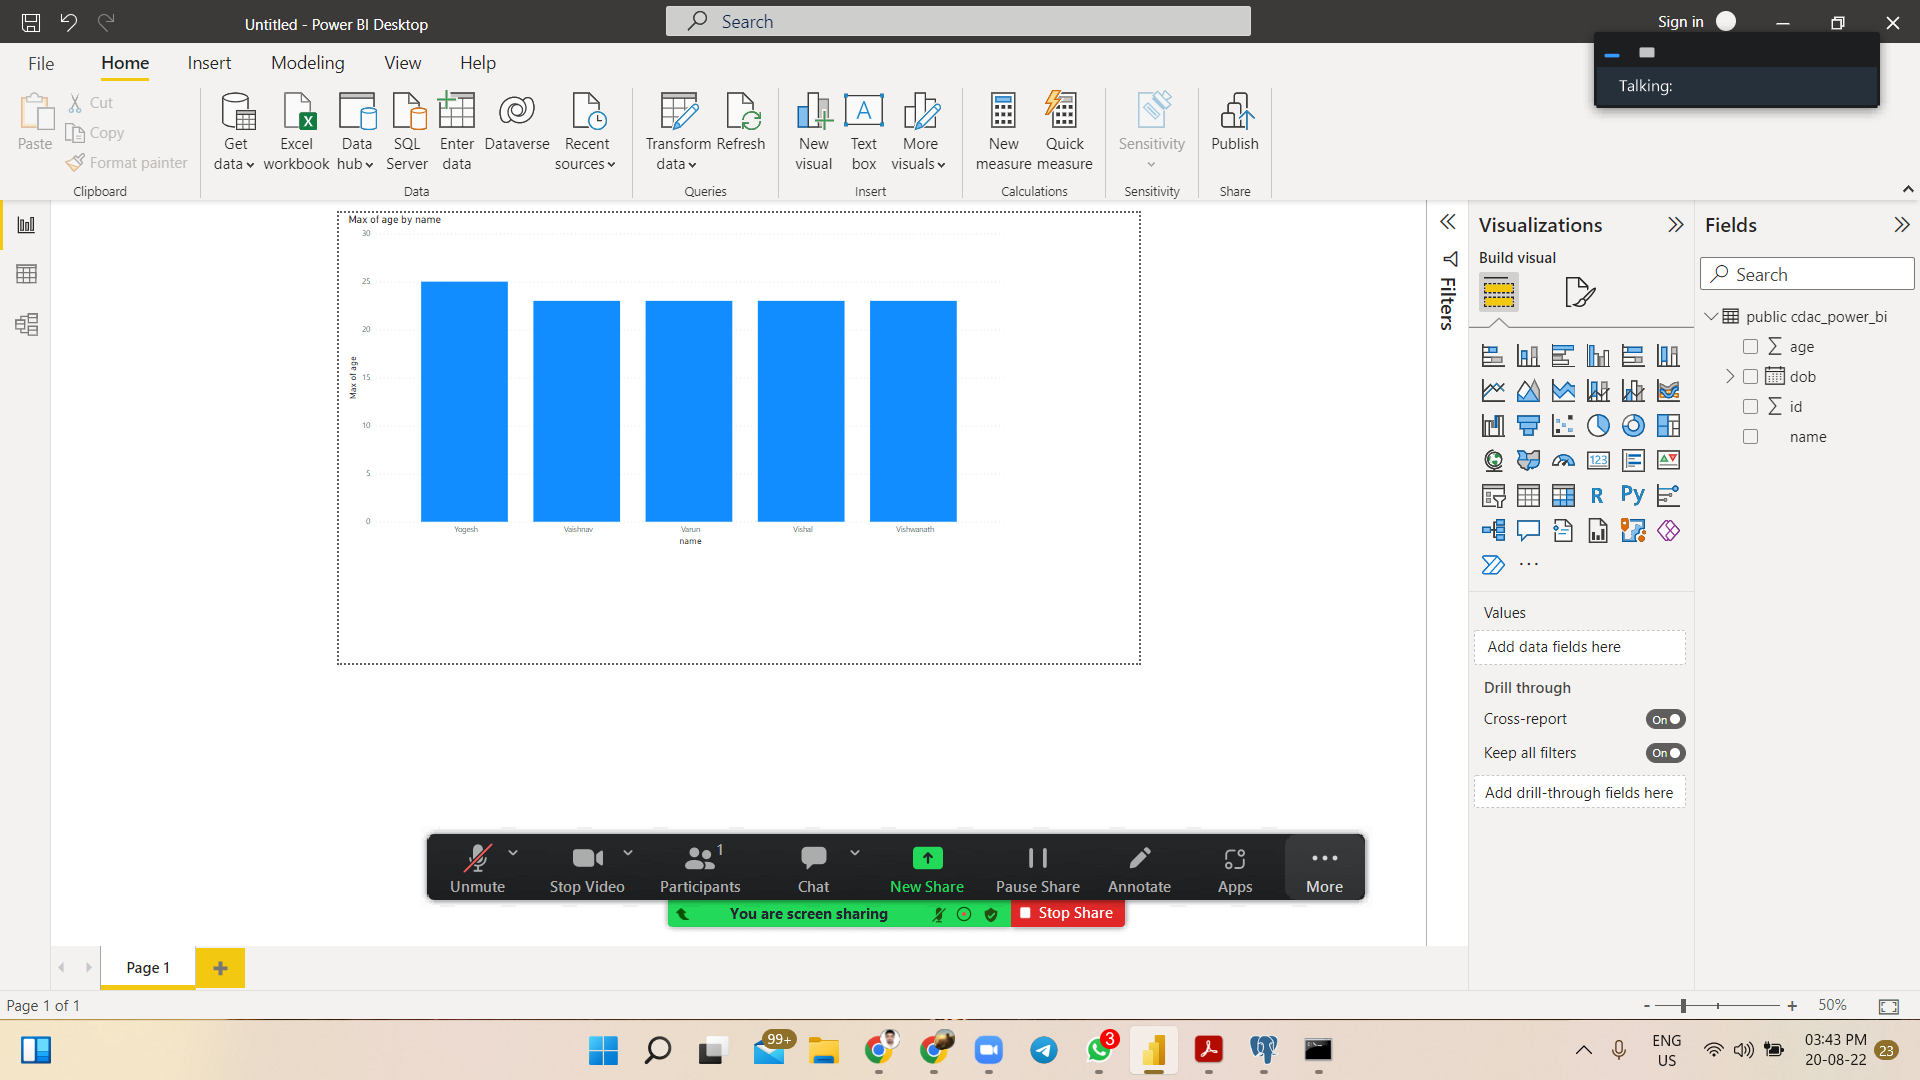 Untitled - Power BI Desktop
Search
Sign in
Talking:
File Home Insert Modeling View Help
Paste
Cut
Copy
Format painter
Clipboard
Get data
Excel workbook
Data hub
SQL Server
Enter data
Dataverse
Recent sources
Data
Transform data
Refresh
Queries
New visual
Text box
More visuals
Insert
New measure
Quick measure
Calculations
Sensitivity
Sensitivity
Publish
Share
Max of age by name
30
25
20
15
10
5
0
Max of age
Yogesh Vaishnav Varun Vishal Vishwanath
name
Filters
Visualizations
Build visual
123
R
Py
...
Values
Add data fields here
Drill through
Cross-report
On
Keep all filters
On
Add drill-through fields here
Fields
Search
public cdac_power_bi
age
dob
id
name
Unmute
Stop Video
1
Participants
Chat
New Share
Pause Share
Annotate
Apps
More
You are screen sharing
Stop Share
Page 1
Page 1 of 1
- + 50%
99+
3
ENG
US
03:43 PM
20-08-22
23